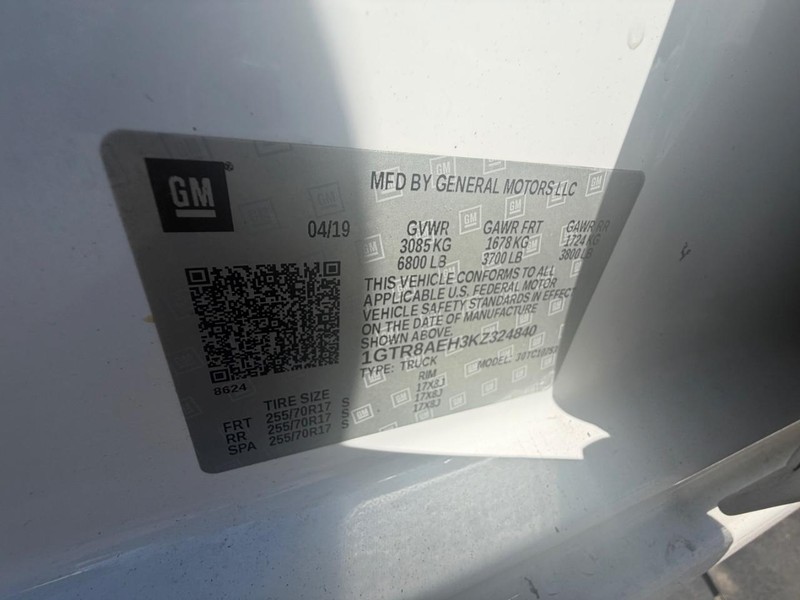 GM
MFD BY GENERAL MOTORS LLC
04/19
GVWR GAWR FRT GAWR RR
3085 KG 1678 KG 1724 KG
6800 LB 3700 LB 3800 LB
THIS VEHICLE CONFORMS TO ALL
APPLICABLE U.S. FEDERAL MOTOR
VEHICLE SAFETY STANDARDS IN EFFECT
ON THE DATE OF MANUFACTURE
SHOWN ABOVE.
1GTR8AEH3KZ324840
TYPE: TRUCK MODEL:
8624
TIRE SIZE RIM
FRT 255/70R17 S 17X8J
RR 255/70R17 S 17X8J
SPA 255/70R17 S 17X8J